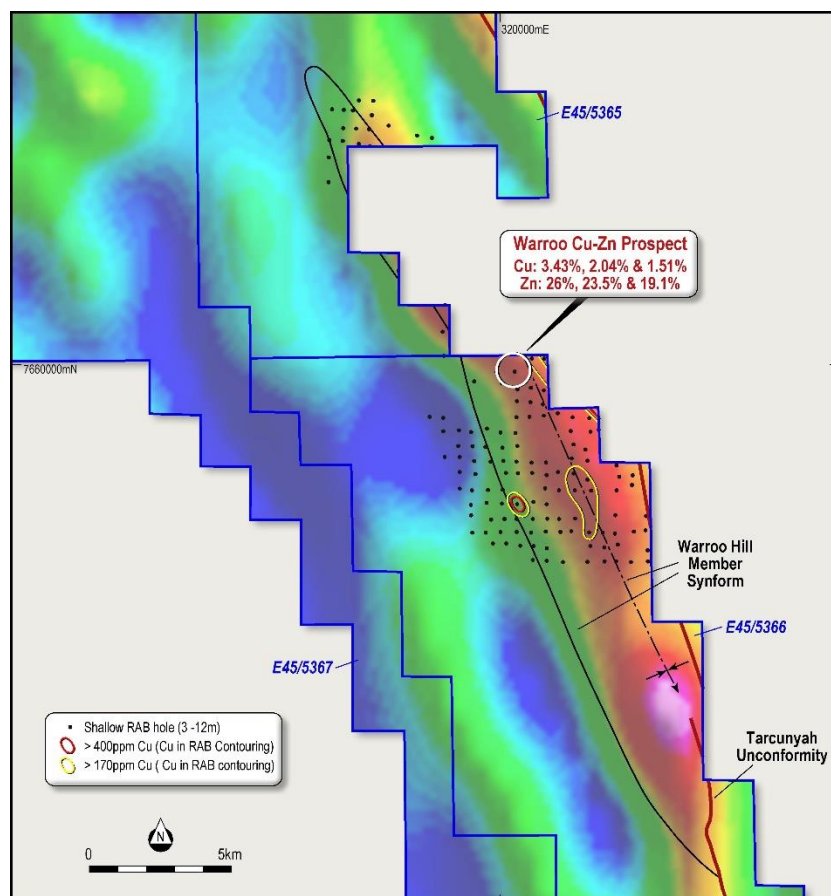 320000mE
E45/5365
Warroo Cu-Zn Prospect
Cu: 3.43%, 2.04% & 1.51%
Zn: 26%, 23.5% & 19.1%
7660000mN
Warroo Hill
Member
Synform
E45/5366
E45/5367
Shallow RAB hole (3 -12m)
> 400ppm Cu (Cu in RAB Contouring)
> 170ppm Cu ( Cu in RAB contouring)
Tarcunyah
Unconformity
N
0 5km